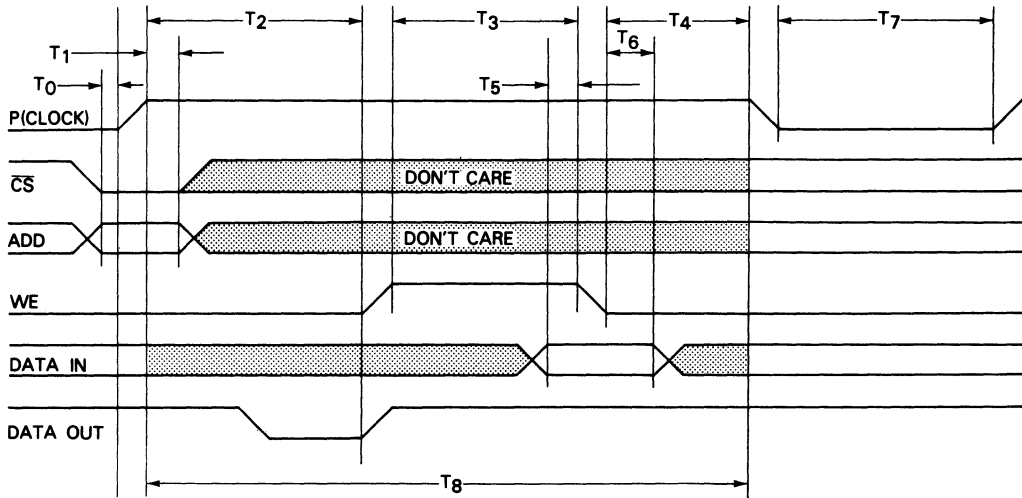 T2
T3
T4
T7
T1
T6
T0
T5
P(CLOCK)
CS
DON'T CARE
ADD
DON'T CARE
WE
DATA IN
DATA OUT
T8